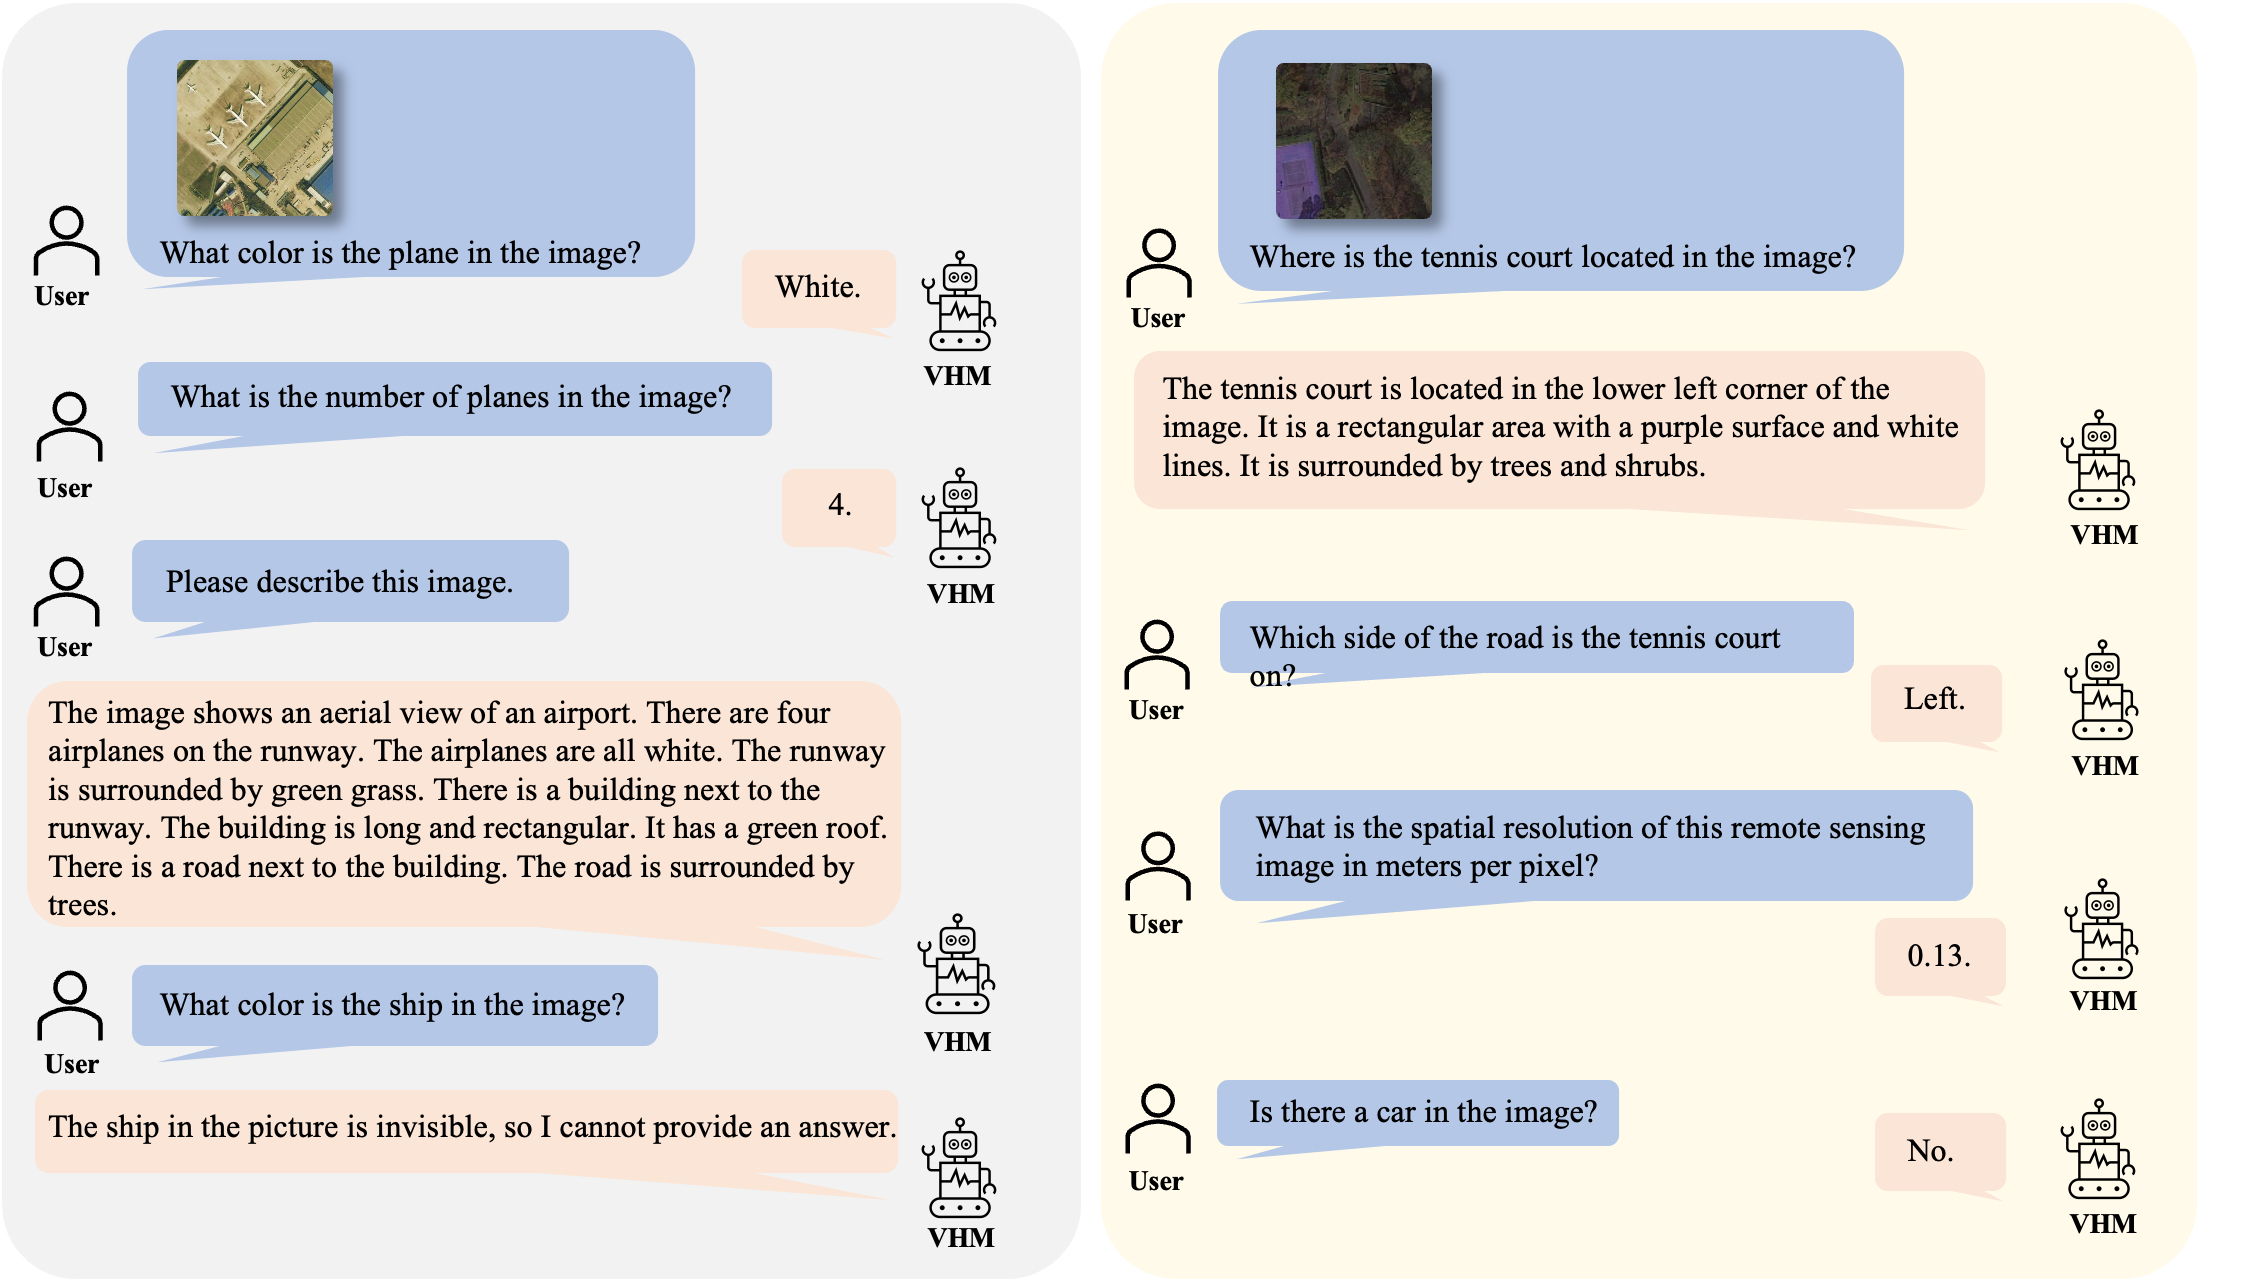 What color is the plane in the image?
User
White.
VHM
What is the number of planes in the image?
User
4.
VHM
Please describe this image.
User
The image shows an aerial view of an airport. There are four
airplanes on the runway. The airplanes are all white. The runway
is surrounded by green grass. There is a building next to the
runway. The building is long and rectangular. It has a green roof.
There is a road next to the building. The road is surrounded by
trees.
VHM
What color is the ship in the image?
User
The ship in the picture is invisible, so I cannot provide an answer.
VHM
Where is the tennis court located in the image?
User
The tennis court is located in the lower left corner of the
image. It is a rectangular area with a purple surface and white
lines. It is surrounded by trees and shrubs.
VHM
Which side of the road is the tennis court
on?
User
Left.
VHM
What is the spatial resolution of this remote sensing
image in meters per pixel?
User
0.13.
VHM
Is there a car in the image?
User
No.
VHM